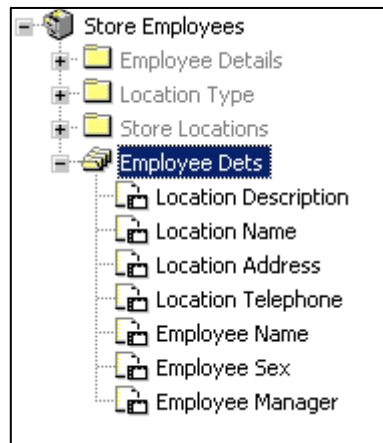 Store Employees
Employee Details
Location Type
Store Locations
Employee Dets
Location Description
Location Name
Location Address
Location Telephone
Employee Name
Employee Sex
Employee Manager